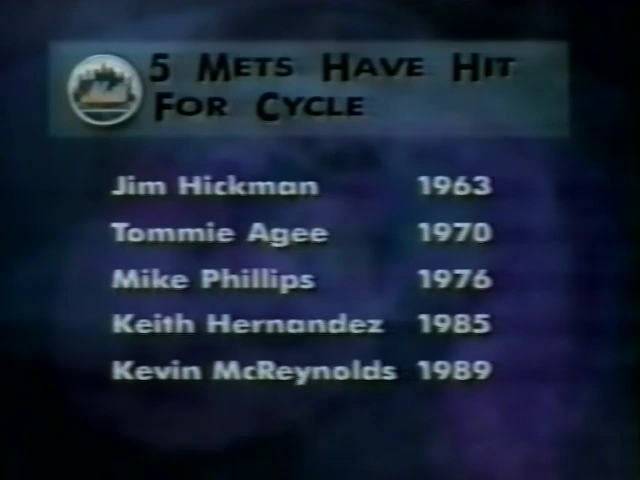 5 Mets Have Hit
For Cycle
Jim Hickman 1963
Tommie Agee 1970
Mike Phillips 1976
Keith Hernandez 1985
Kevin McReynolds 1989